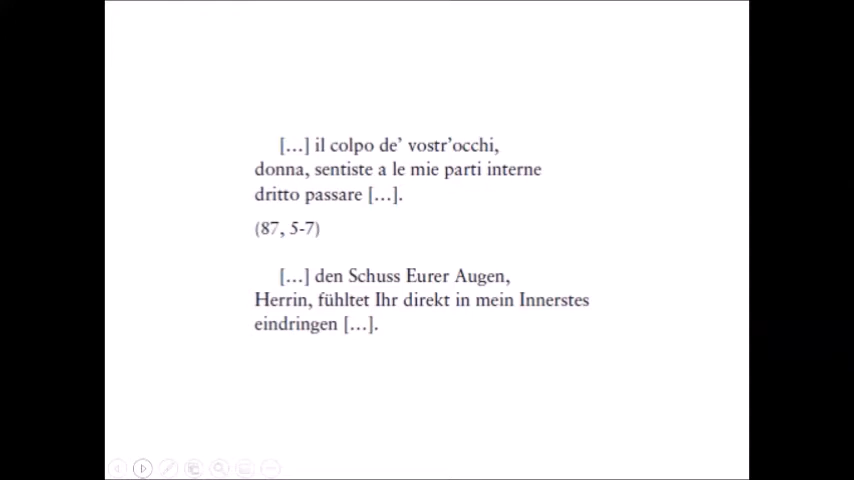 […] il colpo de’ vostr’occhi,
donna, sentiste a le mie parti interne
dritto passare […].
(87, 5-7)
[…] den Schuss Eurer Augen,
Herrin, fühltet Ihr direkt in mein Innerstes
eindringen […].